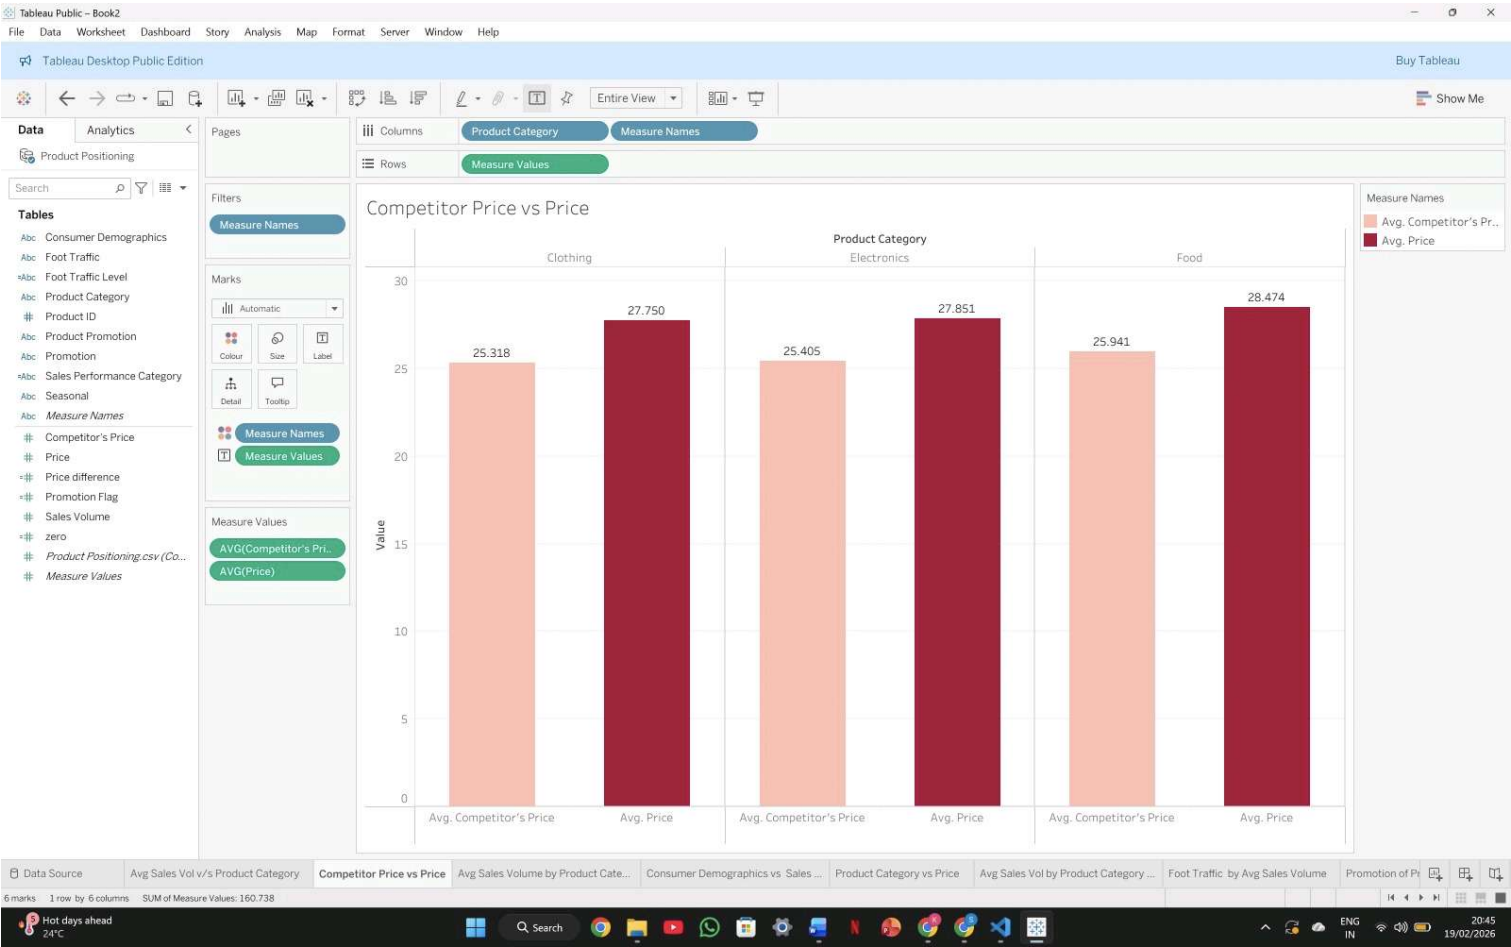 Tableau Public – Book2
File Data Worksheet Dashboard Story Analysis Map Format Server Window Help
Tableau Desktop Public Edition
Buy Tableau
Entire View
Show Me
Data Analytics
Product Positioning
Search
Tables
Abc Consumer Demographics
Abc Foot Traffic
=Abc Foot Traffic Level
Abc Product Category
# Product ID
Abc Product Promotion
Abc Promotion
=Abc Sales Performance Category
Abc Seasonal
Abc Measure Names
# Competitor's Price
# Price
=# Price difference
=# Promotion Flag
# Sales Volume
=# zero
# Product Positioning.csv (Co...
# Measure Values
Pages
Filters
Measure Names
Marks
Automatic
Colour Size Label
Detail Tooltip
Measure Names
Measure Values
Measure Values
AVG(Competitor's Pri..
AVG(Price)
Columns Product Category Measure Names
Rows Measure Values
Competitor Price vs Price
Product Category
Clothing Electronics Food
30
25
20
15
10
5
0
Value
25.318
27.750
25.405
27.851
25.941
28.474
Avg. Competitor's Price Avg. Price Avg. Competitor's Price Avg. Price Avg. Competitor's Price Avg. Price
Measure Names
Avg. Competitor's Pr..
Avg. Price
Data Source Avg Sales Vol v/s Product Category Competitor Price vs Price Avg Sales Volume by Product Cate... Consumer Demographics vs Sales ... Product Category vs Price Avg Sales Vol by Product Category ... Foot Traffic by Avg Sales Volume Promotion of Pr
6 marks 1 row by 6 columns SUM of Measure Values: 160.738
5
Hot days ahead
24°C
Search
ENG
IN
20:45
19/02/2026